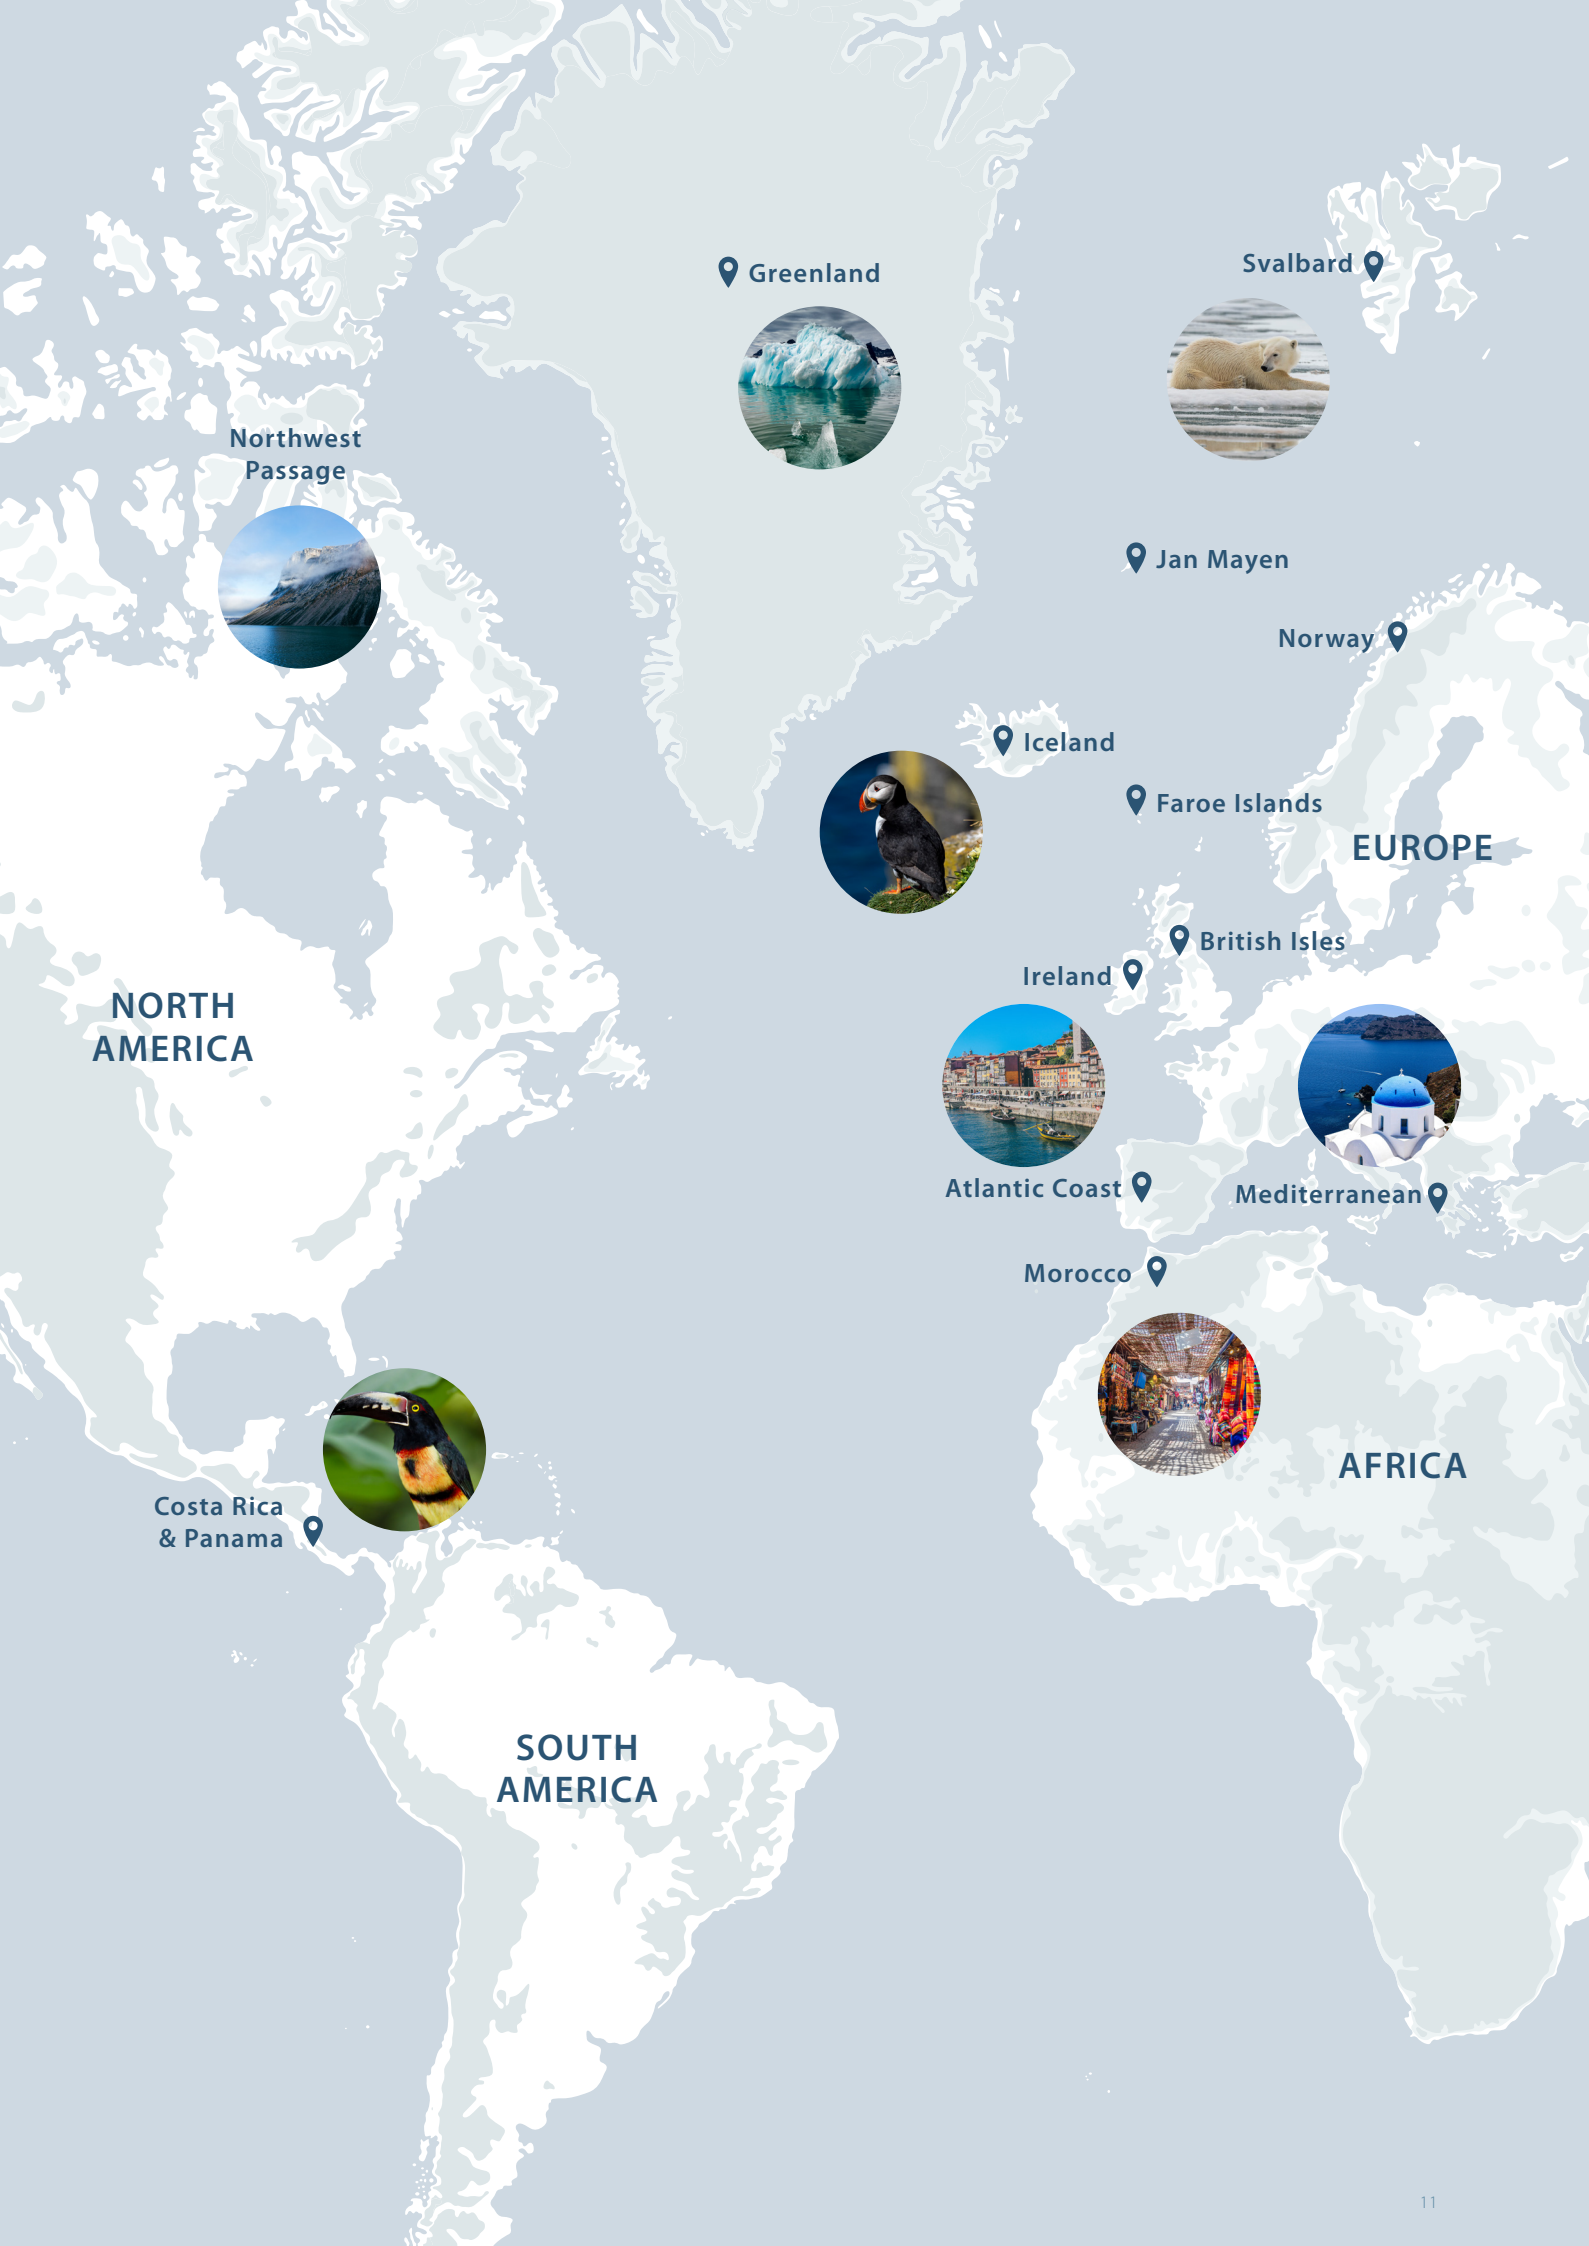 Greenland
Svalbard
Northwest
Passage
Jan Mayen
Norway
Iceland
Faroe Islands
EUROPE
British Isles
Ireland
NORTH
AMERICA
Atlantic Coast
Mediterranean
Morocco
AFRICA
Costa Rica
& Panama
SOUTH
AMERICA
11